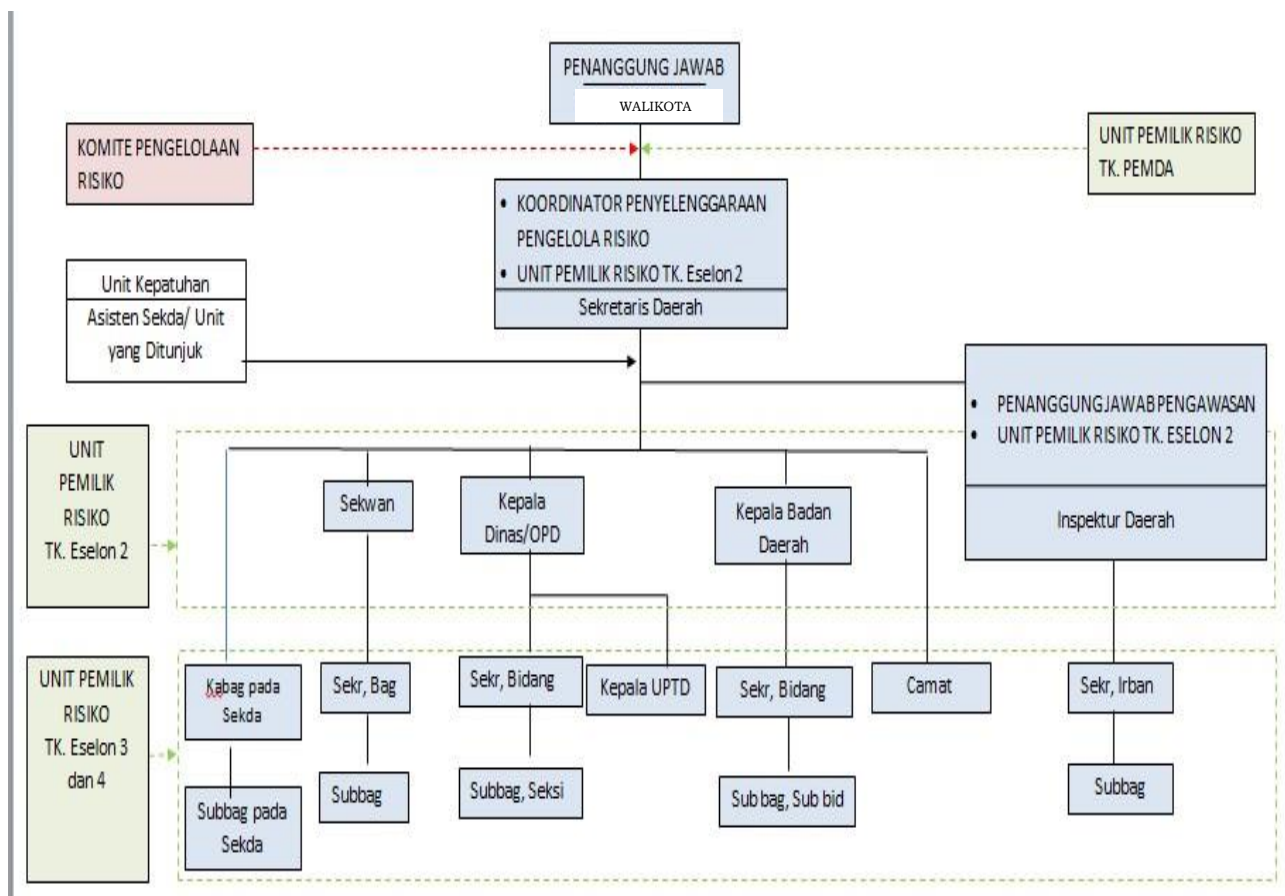 PENANGGUNG JAWAB
WALIKOTA
KOMITE PENGELOLAAN
RISIKO
UNIT PEMILIK RISIKO
TK. PEMDA
• KOORDINATOR PENYELENGGARAAN
PENGELOLA RISIKO
• UNIT PEMILIK RISIKO TK. Eselon 2
Sekretaris Daerah
Unit Kepatuhan
Asisten Sekda/ Unit
yang Ditunjuk
• PENANGGUNG JAWAB PENGAWASAN
• UNIT PEMILIK RISIKO TK. ESELON 2
Inspektur Daerah
UNIT
PEMILIK
RISIKO
TK. Eselon 2
Sekwan
Kepala
Dinas/OPD
Kepala Badan
Daerah
UNIT PEMILIK
RISIKO
TK. Eselon 3
dan 4
Kabag pada
Sekda
Sekr, Bag
Sekr, Bidang
Kepala UPTD
Sekr, Bidang
Camat
Sekr, Irban
Subbag pada
Sekda
Subbag
Subbag, Seksi
Sub bag, Sub bid
Subbag